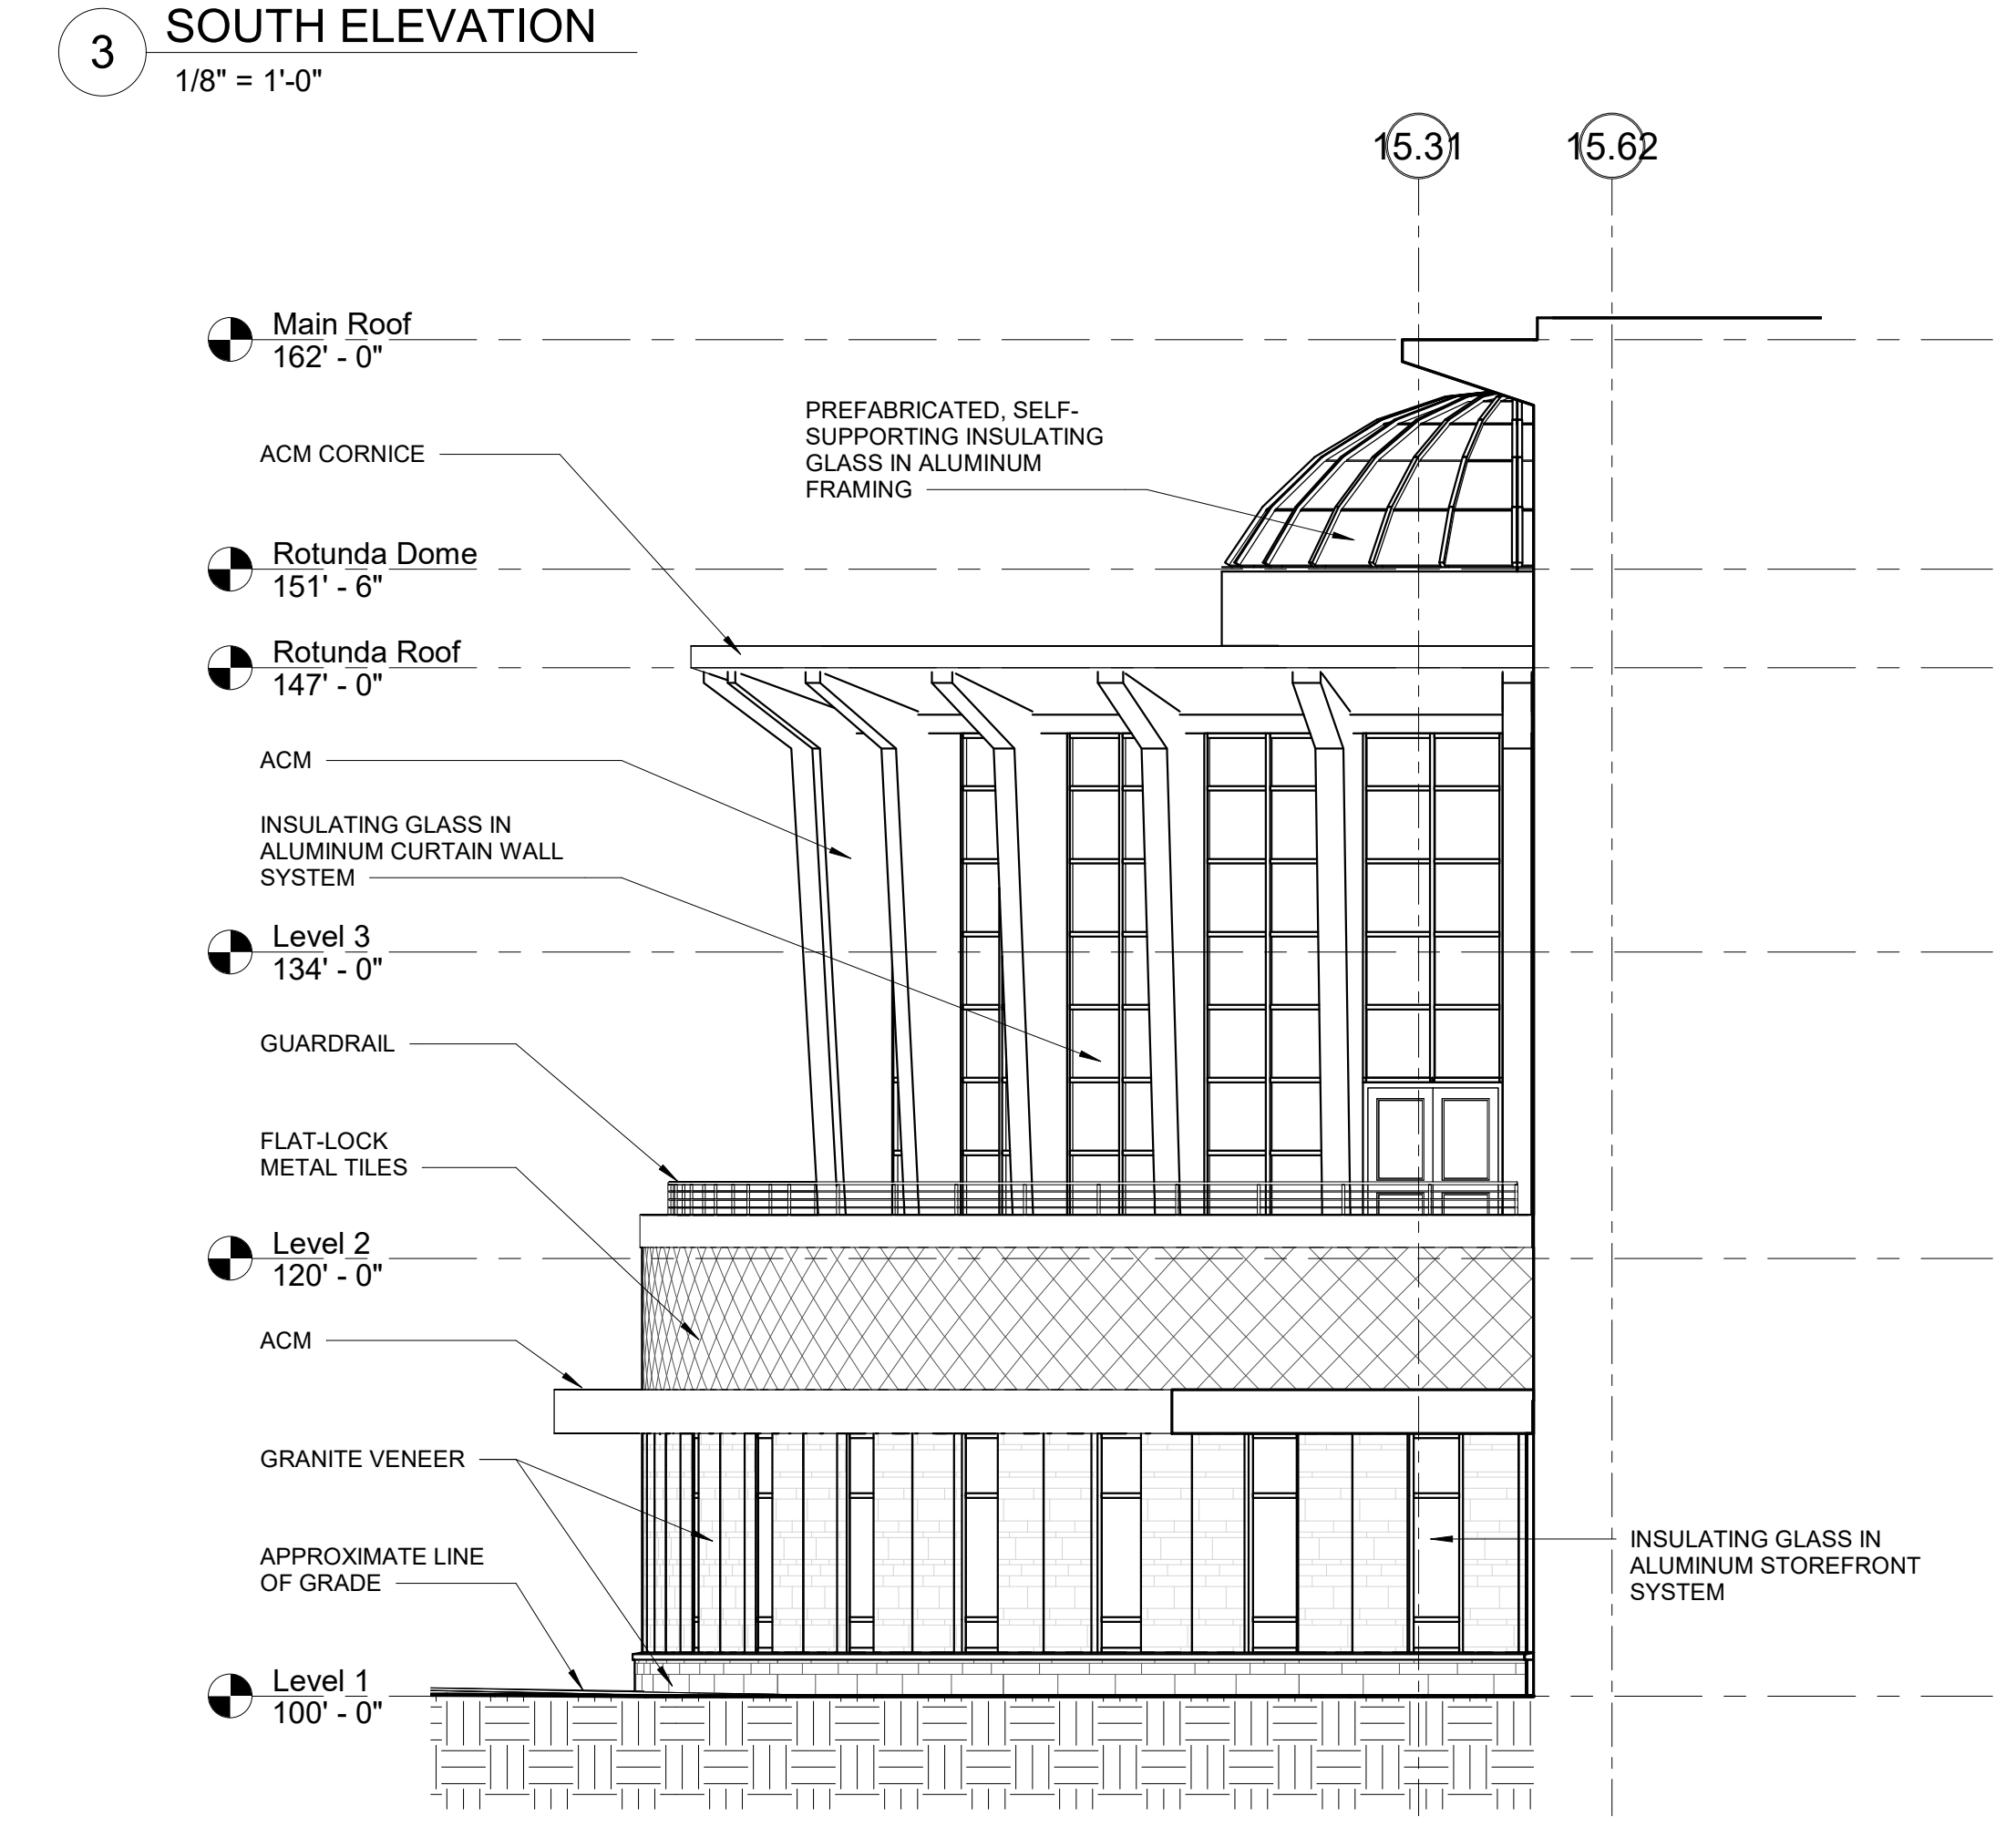 3
SOUTH ELEVATION
1/8" = 1'-0"
15.31
15.62
Main Roof
162' - 0"
PREFABRICATED, SELF-
SUPPORTING INSULATING
GLASS IN ALUMINUM
FRAMING
ACM CORNICE
Rotunda Dome
151' - 6"
Rotunda Roof
147' - 0"
ACM
INSULATING GLASS IN
ALUMINUM CURTAIN WALL
SYSTEM
Level 3
134' - 0"
GUARDRAIL
FLAT-LOCK
METAL TILES
Level 2
120' - 0"
ACM
GRANITE VENEER
INSULATING GLASS IN
ALUMINUM STOREFRONT
SYSTEM
APPROXIMATE LINE
OF GRADE
Level 1
100' - 0"